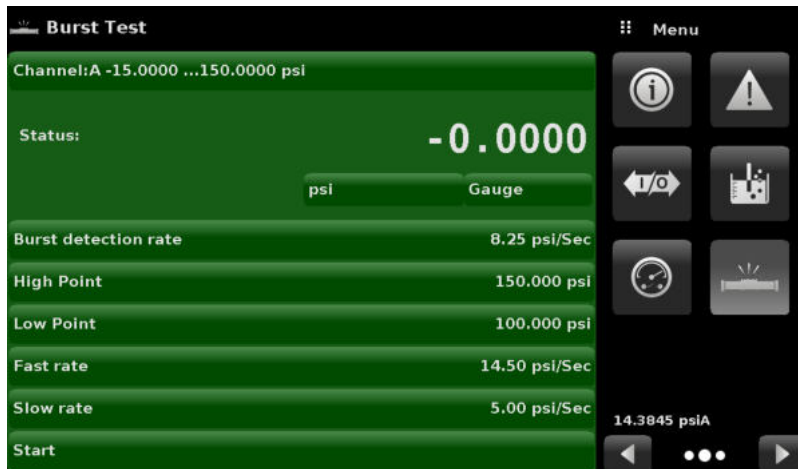 Burst Test
Channel:A -15.0000 ...150.0000 psi
Status:
-0.0000
psi Gauge
Burst detection rate 8.25 psi/Sec
High Point 150.000 psi
Low Point 100.000 psi
Fast rate 14.50 psi/Sec
Slow rate 5.00 psi/Sec
Start
Menu
I/O
14.3845 psiA